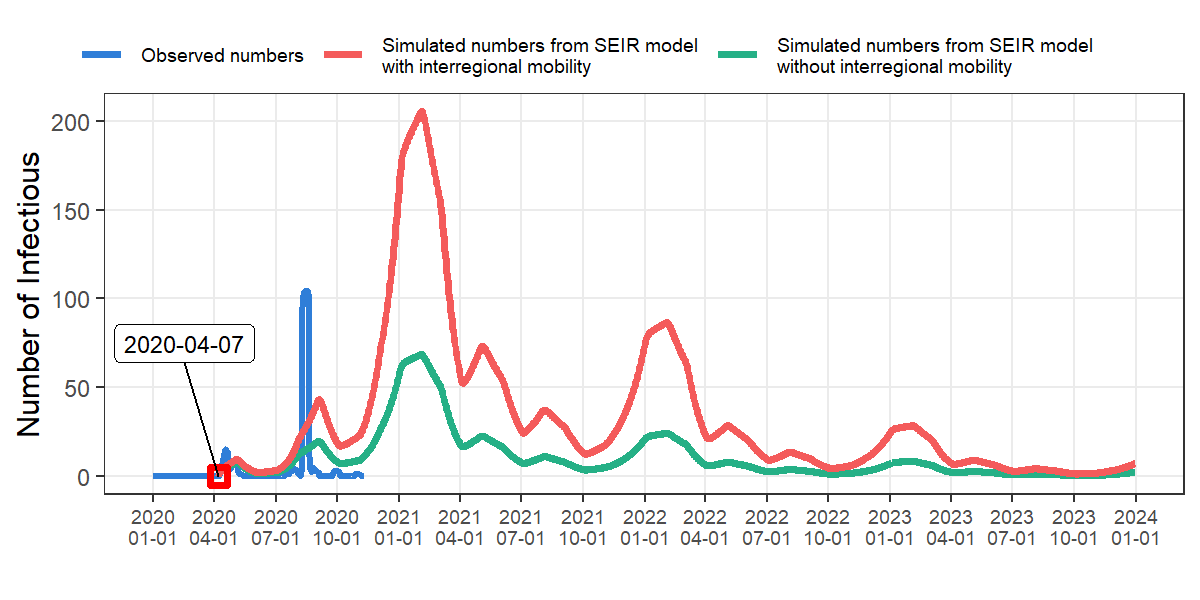 Observed numbers
Simulated numbers from SEIR model
with interregional mobility
Simulated numbers from SEIR model
without interregional mobility
Number of Infectious
200
150
100
50
0
2020-04-07
2020 2020 2020 2020 2021 2021 2021 2021 2022 2022 2022 2022 2023 2023 2023 2023 2024
01-01 04-01 07-01 10-01 01-01 04-01 07-01 10-01 01-01 04-01 07-01 10-01 01-01 04-01 07-01 10-01 01-01